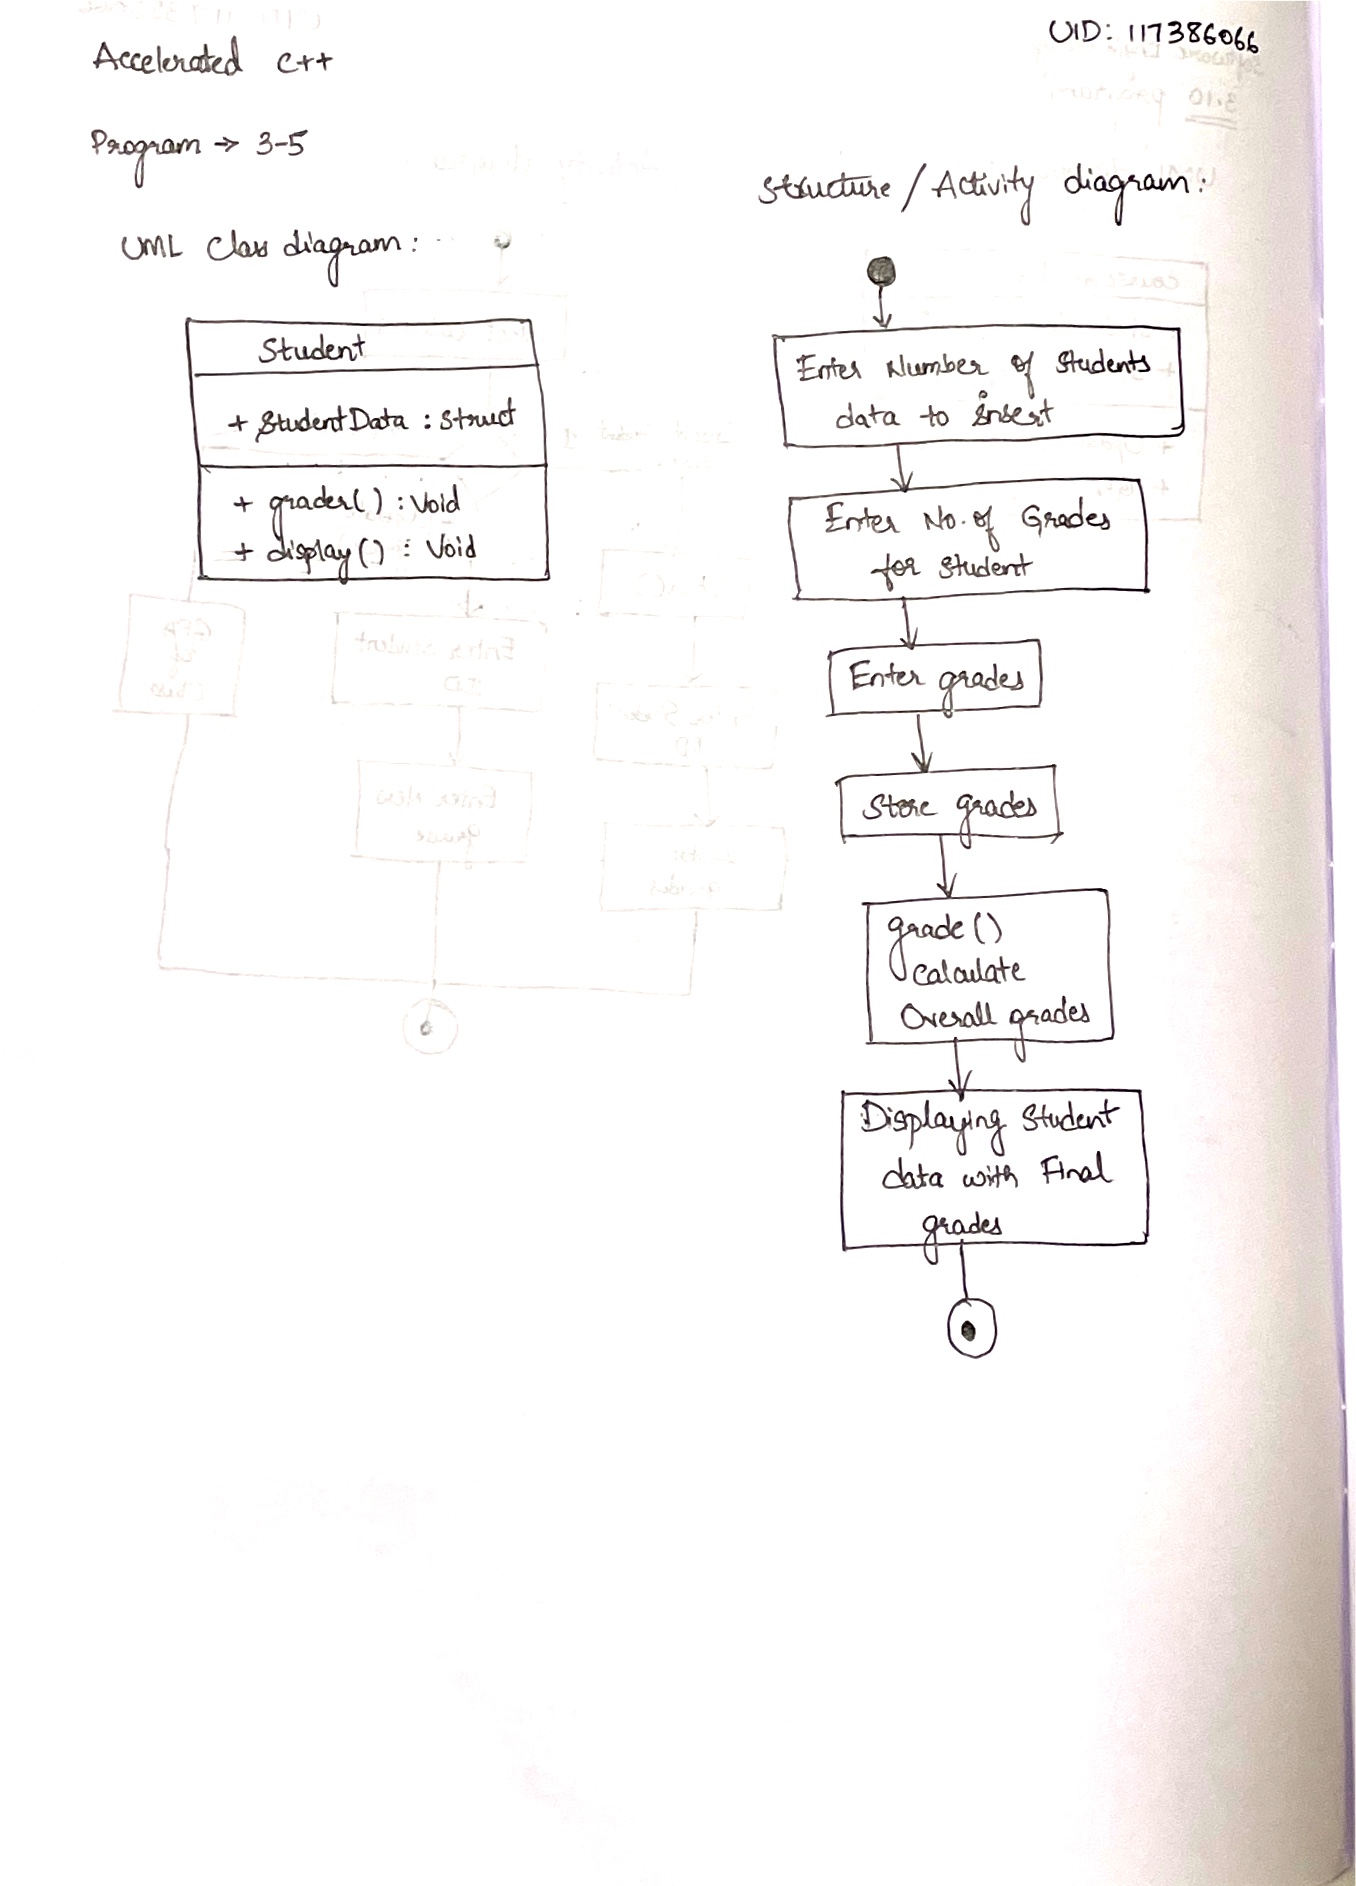 UID: 117386066
Accelerated C++
Program → 3-5
UML Class diagram:
Student
+ StudentData : Struct
+ grader() : Void
+ display() : Void
Structure / Activity diagram:
Enter Number of Students
data to insert
Enter No. of Grades
for Student
Enter grades
Store grades
grade()
calculate
Overall grades
Displaying Student
data with Final
grades